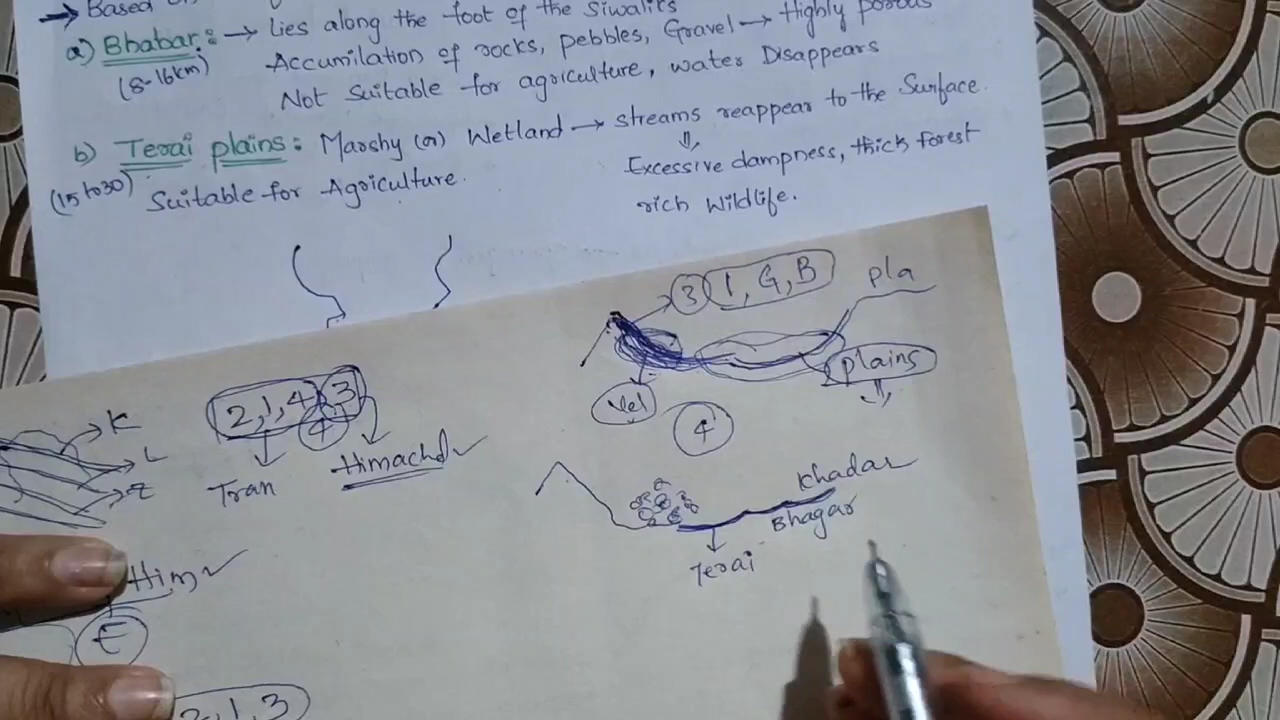 → Based
a) Bhabar: → Lies along the foot of the Siwaliks
(8-16km) Accumilation of rocks, pebbles, Gravel → Highly porous
Not Suitable for agriculture, water Disappears
b) Terai plains: Marshy (or) Wetland → streams reappear to the Surface.
(15 to 30) Suitable for Agriculture. Excessive dampness, thick forest
rich Wildlife.
3 1, G, B pla
plains
2, 1, 4, 3
4
K
L
Z
Tran
Himachal
4
Khadar
Bhagar
Terai
Him
E
2, 1, 3